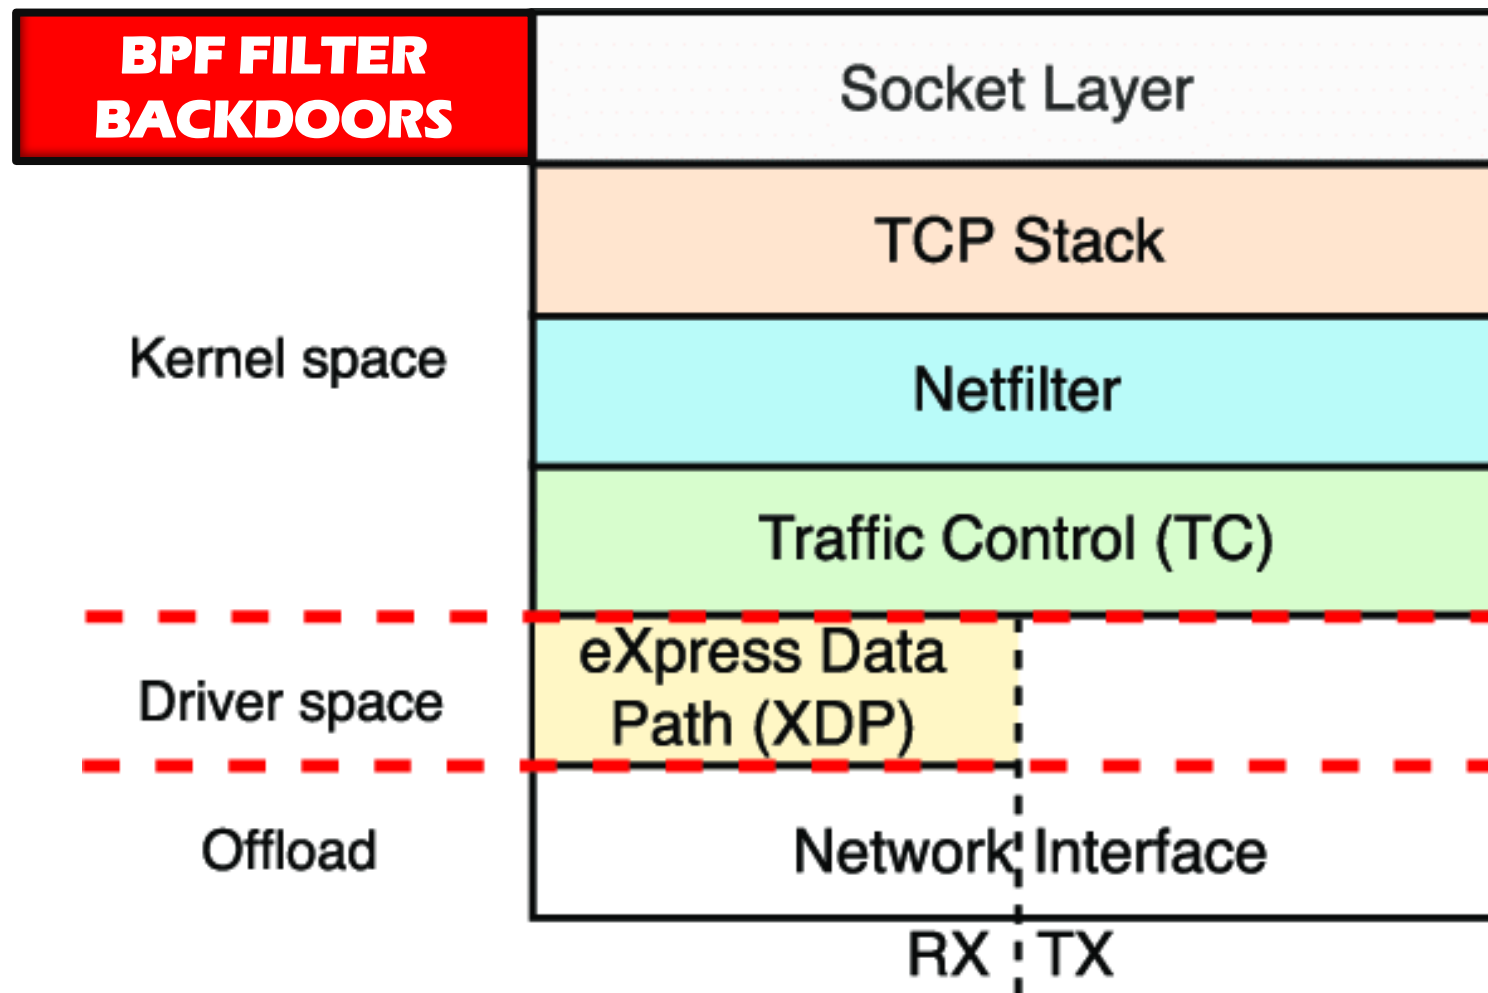 BPF FILTER
BACKDOORS
Socket Layer
TCP Stack
Kernel space
Netfilter
Traffic Control (TC)
eXpress Data
Path (XDP)
Driver space
Offload
Network Interface
RX TX